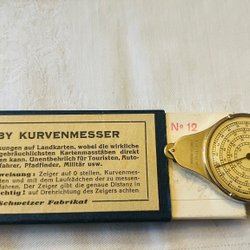 BY KURVENMESSER
ungen auf Landkarten, wobei die wirkliche
gebräuchlichsten Kartenmasstäben direkt
en kann. Unentbehrlich für Touristen, Auto-
fahrer, Pfadfinder, Militär usw.
weisung: Zeiger auf 0 stellen, Kurvenmes-
en und mit dem Laufrädchen der zu messen-
fahren. Der Zeiger gibt die genaue Distanz in
chtig! auf Drehrichtung des Zeigers achten
Schweizer Fabrikat
No 12